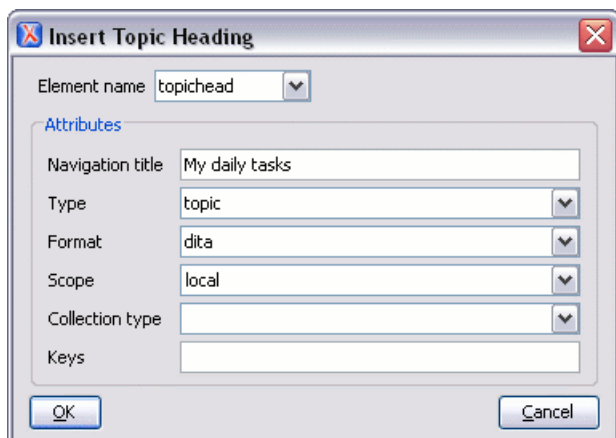 Insert Topic Heading
Element name topichead
Attributes
Navigation title My daily tasks
Type topic
Format dita
Scope local
Collection type
Keys
OK Cancel